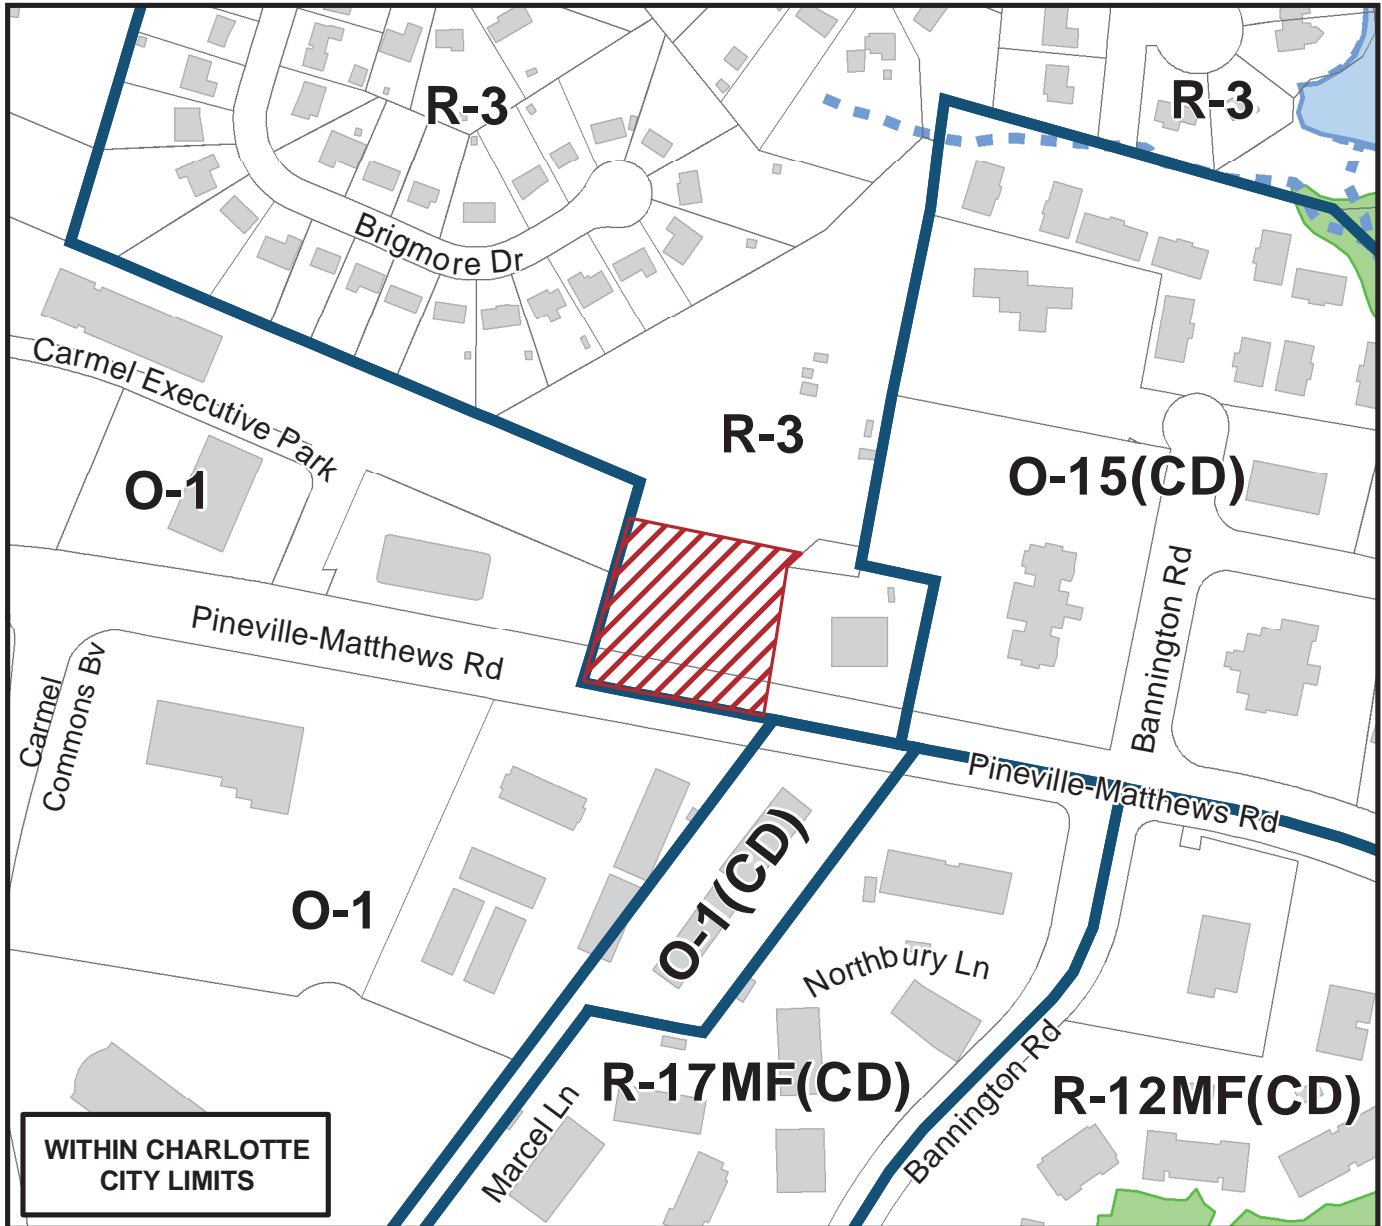 R-3
R-3
Brigmore Dr
Carmel Executive Park
R-3
O-15(CD)
O-1
Bannington Rd
Pineville-Matthews Rd
Carmel
Commons Bv
Pineville-Matthews Rd
O-1(CD)
O-1
Northbury Ln
R-17MF(CD)
Bannington Rd
R-12MF(CD)
Marcel Ln
WITHIN CHARLOTTE
CITY LIMITS